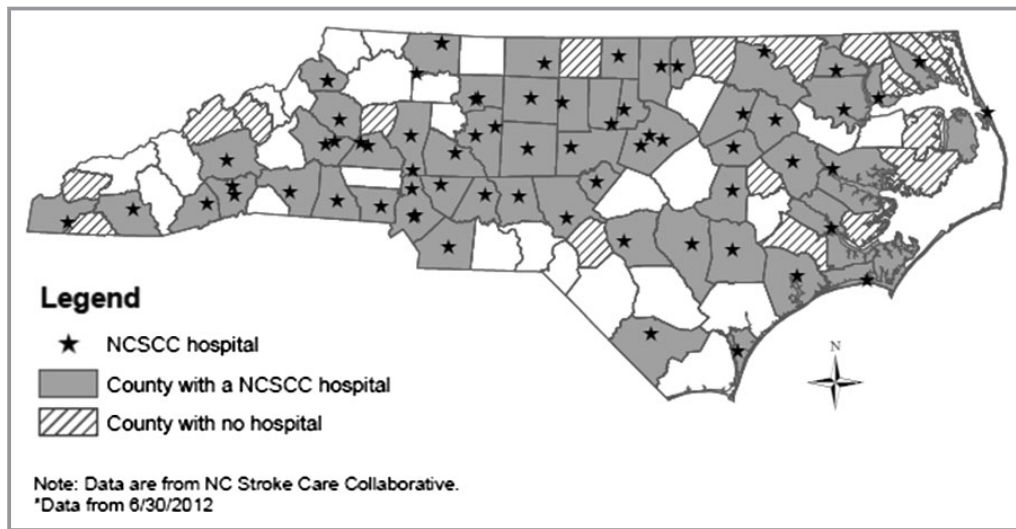 Legend
NCSCC hospital
County with a NCSCC hospital
County with no hospital
N
Note: Data are from NC Stroke Care Collaborative.
*Data from 6/30/2012